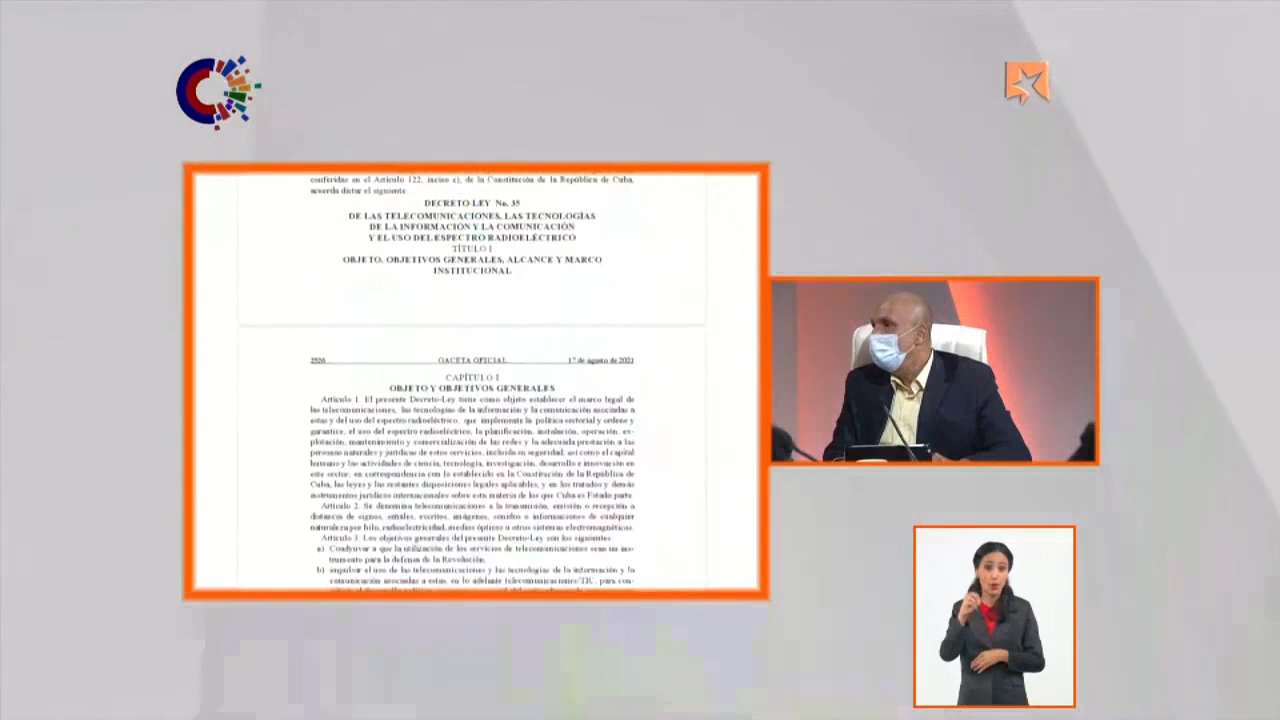 conferidas en el Artículo 122, inciso c), de la Constitución de la República de Cuba,
acuerda dictar el siguiente
DECRETO-LEY No. 35
DE LAS TELECOMUNICACIONES, LAS TECNOLOGÍAS
DE LA INFORMACIÓN Y LA COMUNICACIÓN
Y EL USO DEL ESPECTRO RADIOELÉCTRICO
TÍTULO I
OBJETO, OBJETIVOS GENERALES, ALCANCE Y MARCO
INSTITUCIONAL
2526 GACETA OFICIAL 17 de agosto de 2021
CAPÍTULO I
OBJETO Y OBJETIVOS GENERALES
Artículo 1. El presente Decreto-Ley tiene como objeto establecer el marco legal de
las telecomunicaciones, las tecnologías de la información y la comunicación asociadas a
estas y del uso del espectro radioeléctrico, que implemente la política sectorial y ordene y
garantice, el uso del espectro radioeléctrico, la planificación, instalación, operación, ex-
plotación, mantenimiento y comercialización de las redes y la adecuada prestación a las
personas naturales y jurídicas de estos servicios, incluida su seguridad; así como el capital
humano y las actividades de ciencia, tecnología, investigación, desarrollo e innovación en
este sector; en correspondencia con lo establecido en la Constitución de la República de
Cuba, las leyes y las restantes disposiciones legales aplicables, y en los tratados y demás
instrumentos jurídicos internacionales sobre esta materia de los que Cuba es Estado parte.
Artículo 2. Se denomina telecomunicaciones a la transmisión, emisión o recepción a
distancia de signos, señales, escritos, imágenes, sonidos o informaciones de cualquier
naturaleza por hilo, radioelectricidad, medios ópticos u otros sistemas electromagnéticos.
Artículo 3. Los objetivos generales del presente Decreto-Ley son los siguientes:
a) Coadyuvar a que la utilización de los servicios de telecomunicaciones sean un ins-
trumento para la defensa de la Revolución.
b) impulsar el uso de las telecomunicaciones y las tecnologías de la información y la
comunicación asociadas a estas, en lo adelante telecomunicaciones/TIC, para con-